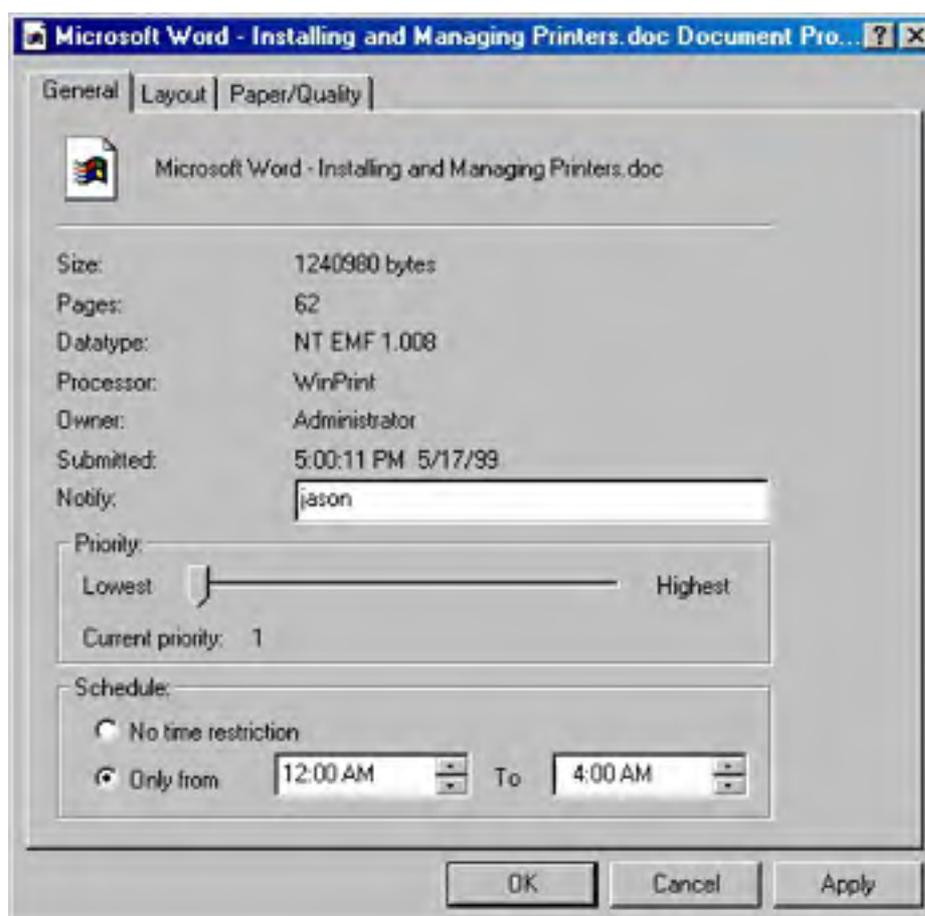 Microsoft Word - Installing and Managing Printers.doc Document Pro... ? X
General Layout Paper/Quality
Microsoft Word - Installing and Managing Printers.doc
Size: 1240980 bytes
Pages: 62
Datatype: NT EMF 1.008
Processor: WinPrint
Owner: Administrator
Submitted: 5:00:11 PM 5/17/99
Notify: jason
Priority:
Lowest Highest
Current priority: 1
Schedule:
No time restriction
Only from 12:00 AM To 4:00 AM
OK Cancel Apply